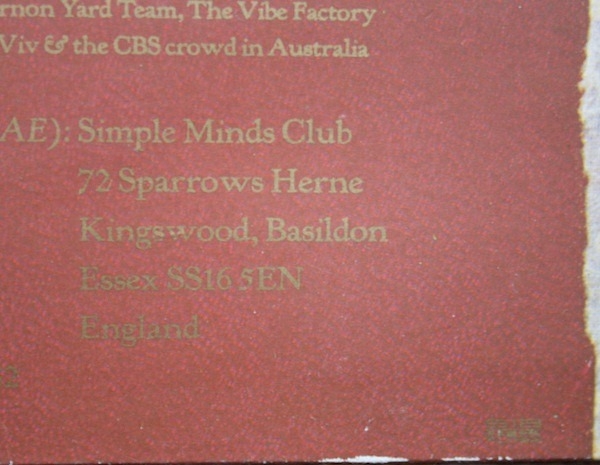 rnon Yard Team, The Vibe Factory
Viv & the CBS crowd in Australia
AE): Simple Minds Club
72 Sparrows Herne
Kingswood, Basildon
Essex SS16 5EN
England